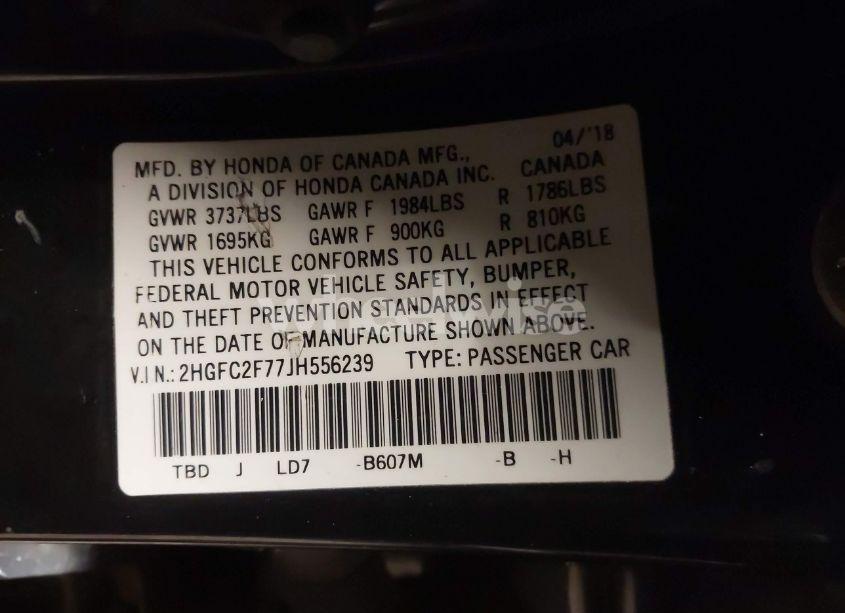 04/'18
MFD. BY HONDA OF CANADA MFG.,
A DIVISION OF HONDA CANADA INC. CANADA
GVWR 3737LBS GAWR F 1984LBS R 1786LBS
GVWR 1695KG GAWR F 900KG R 810KG
THIS VEHICLE CONFORMS TO ALL APPLICABLE
FEDERAL MOTOR VEHICLE SAFETY, BUMPER,
AND THEFT PREVENTION STANDARDS IN EFFECT
ON THE DATE OF MANUFACTURE SHOWN ABOVE.
V.I N.: 2HGFC2F77JH556239 TYPE: PASSENGER CAR
TBD J LD7 -B607M -B -H